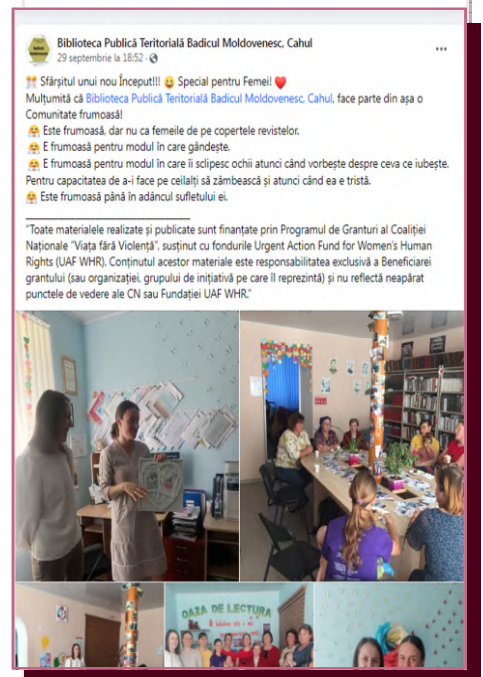 Biblioteca Publică Teritorială Badicul Moldovenesc, Cahul
29 septembrie la 18:52
🎊 Sfârșitul unui nou Început!!! 😃 Special pentru Femei! ❤️
Mulțumită că Biblioteca Publică Teritorială Badicul Moldovenesc, Cahul, face parte din așa o
Comunitate frumoasă!
🤗 Este frumoasă, dar nu ca femeile de pe copertele revistelor.
🤗 E frumoasă pentru modul în care gândește.
🤗 E frumoasă pentru modul în care îi sclipesc ochii atunci când vorbește despre ceva ce iubește.
Pentru capacitatea de a-i face pe ceilalți să zâmbească și atunci când ea e tristă.
🤗 Este frumoasă până în adâncul sufletului ei.
"Toate materialele realizate și publicate sunt finanțate prin Programul de Granturi al Coaliției
Naționale "Viața fără Violență", susținut cu fondurile Urgent Action Fund for Women's Human
Rights (UAF WHR). Conținutul acestor materiale este responsabilitatea exclusivă a Beneficiarei
grantului (sau organizației, grupului de inițiativă pe care îl reprezintă) și nu reflectă neapărat
punctele de vedere ale CN sau Fundației UAF WHR."
OAZA DE LECTURĂ